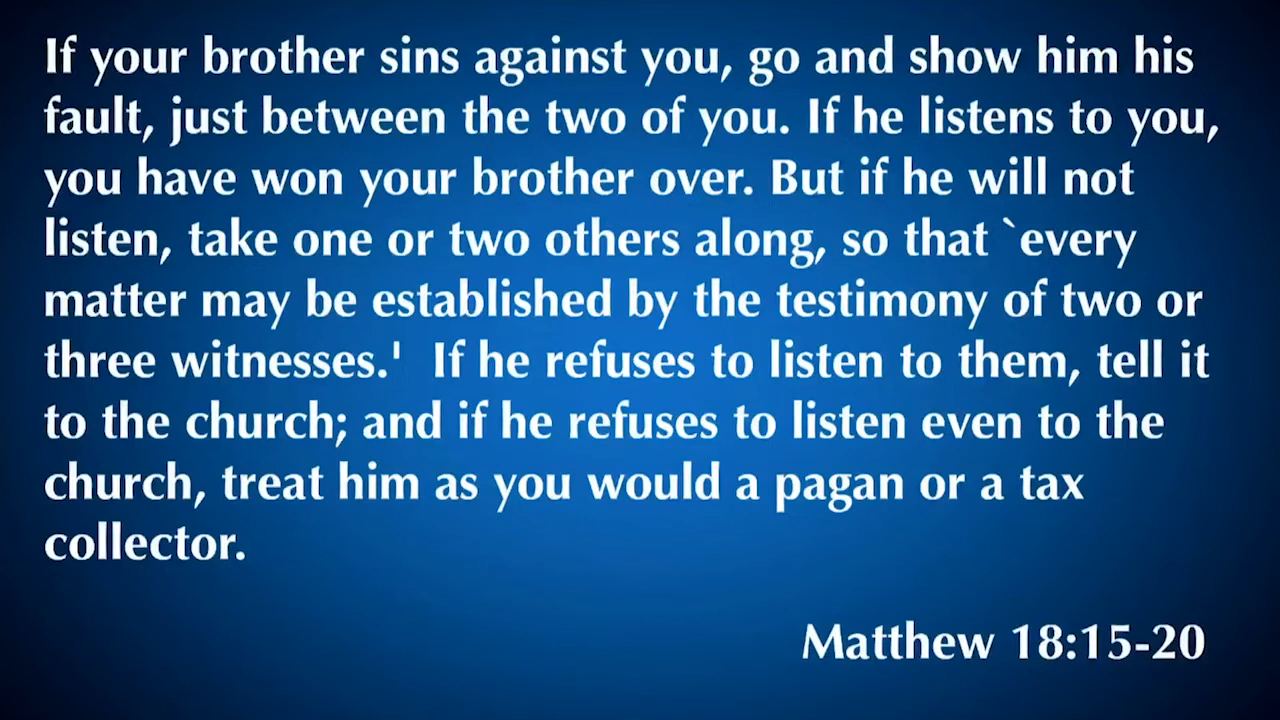 If your brother sins against you, go and show him his
fault, just between the two of you. If he listens to you,
you have won your brother over. But if he will not
listen, take one or two others along, so that `every
matter may be established by the testimony of two or
three witnesses.'  If he refuses to listen to them, tell it
to the church; and if he refuses to listen even to the
church, treat him as you would a pagan or a tax
collector.
Matthew 18:15-20